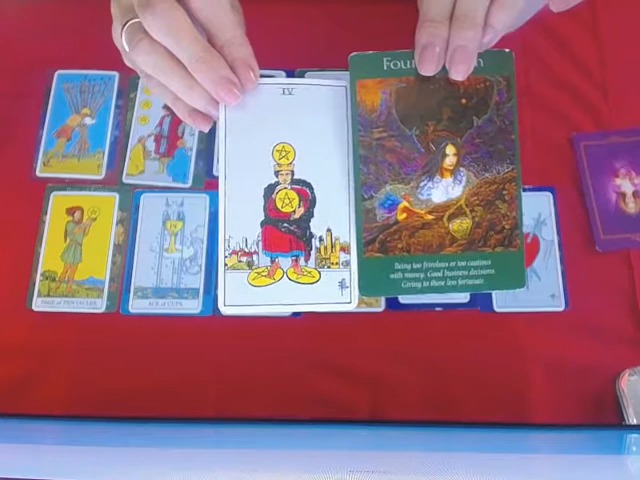 IV
Four
Being too frivolous or too cautious
with money. Good business decisions.
Giving to those less fortunate.
PAGE of PENTACLES.
ACE of CUPS.